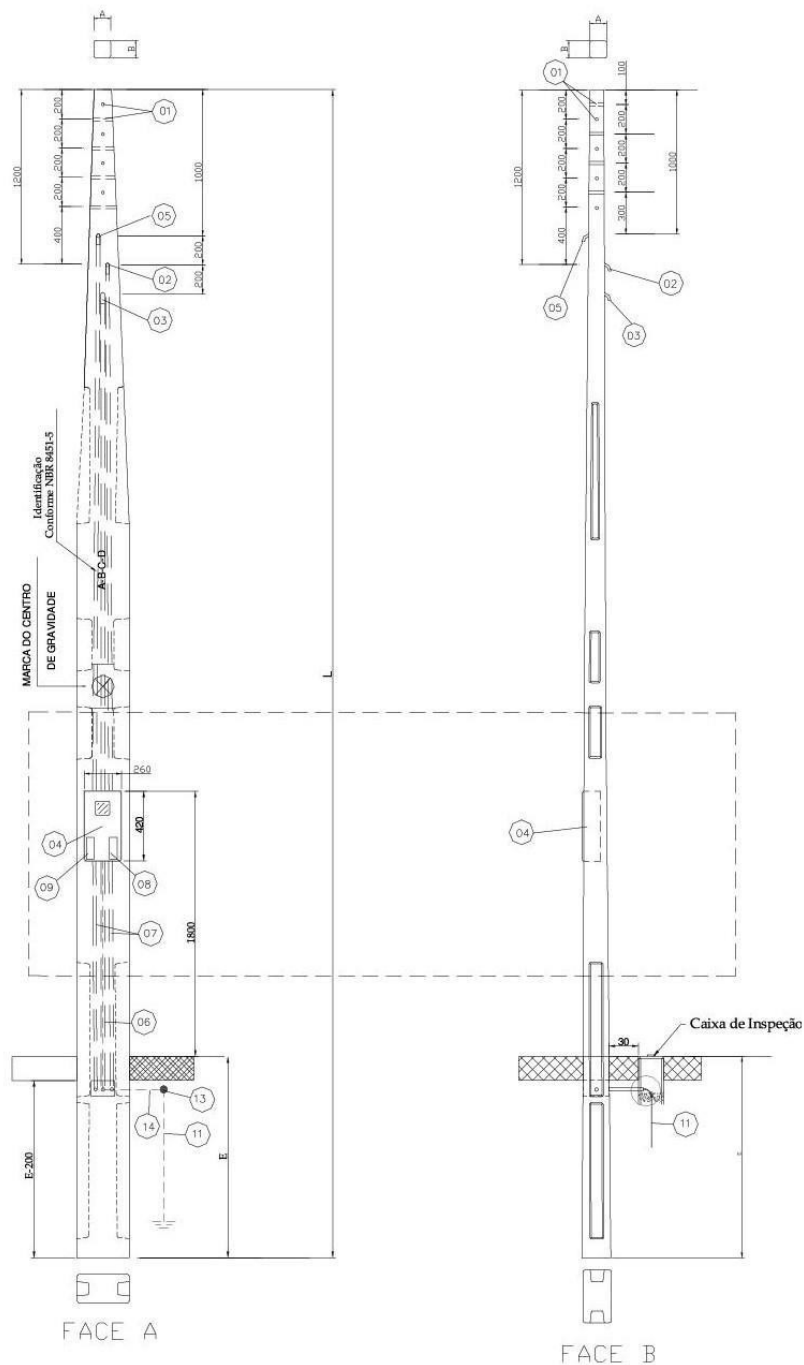 A
B
200
200
200
200
400
1200
01
1000
200
200
05
02
03
Identificação
Conforme NBR 8451-5
A-B-C-D
MARCA DO CENTRO
DE GRAVIDADE
L
260
420
04
09
08
07
1800
06
13
14
11
E-200
E
FACE A
A
B
01
100
200
200
200
200
400
1200
200
200
300
1000
05
02
03
04
30
Caixa de Inspeção
11
FACE B